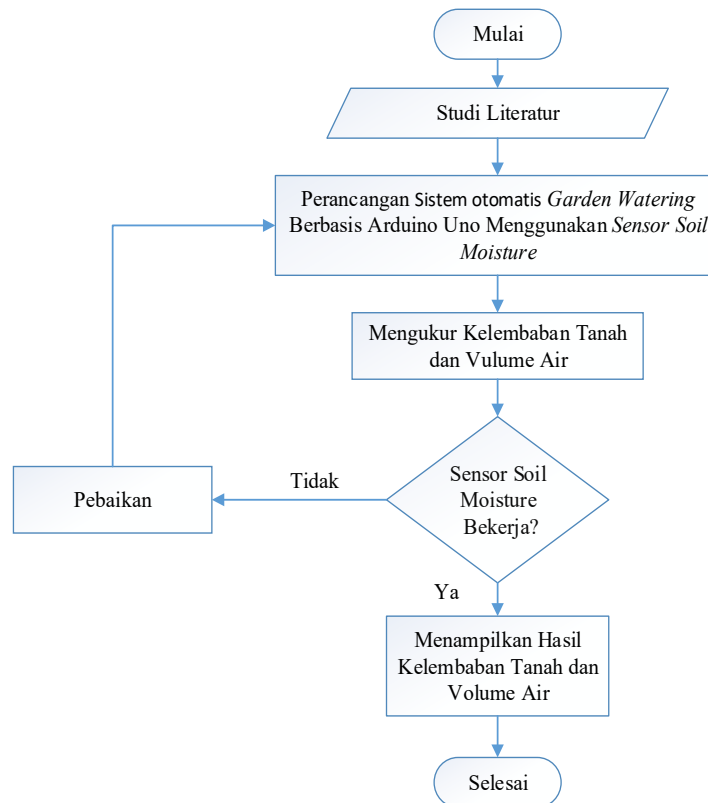 Mulai
Studi Literatur
Perancangan Sistem otomatis Garden Watering
Berbasis Arduino Uno Menggunakan Sensor Soil
Moisture
Mengukur Kelembaban Tanah
dan Vulume Air
Sensor Soil
Moisture
Bekerja?
Tidak
Pebaikan
Ya
Menampilkan Hasil
Kelembaban Tanah dan
Volume Air
Selesai